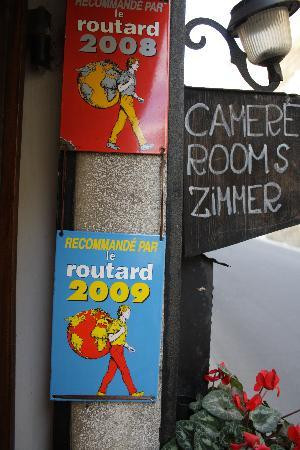 RECOMMANDÉ PAR
le
routard
2008
RECOMMANDÉ PAR
le
routard
2009
CAMERE
ROOMS
ZIMMER